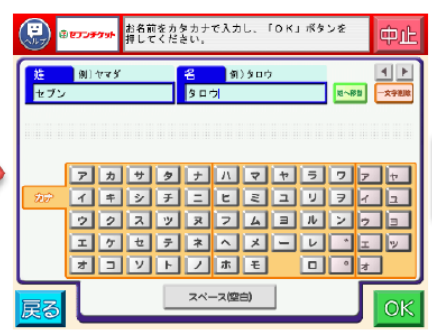 ヘルプ
セブンチケット
お名前をカタカナで入力し、「OK」ボタンを
押してください。
中止
姓 例)ヤマダ
名 例)タロウ
セブン
タロウ
姓へ移動
一文字削除
カナ
ア カ サ タ ナ ハ マ ヤ ラ ワ ァ ャ
イ キ シ チ ニ ヒ ミ ユ リ ヲ ィ ュ
ウ ク ス ツ ヌ フ ム ヨ ル ン ゥ ョ
エ ケ セ テ ネ ヘ メ ー レ ゛ ェ ッ
オ コ ソ ト ノ ホ モ ロ ゜ ォ
スペース(空白)
戻る
OK